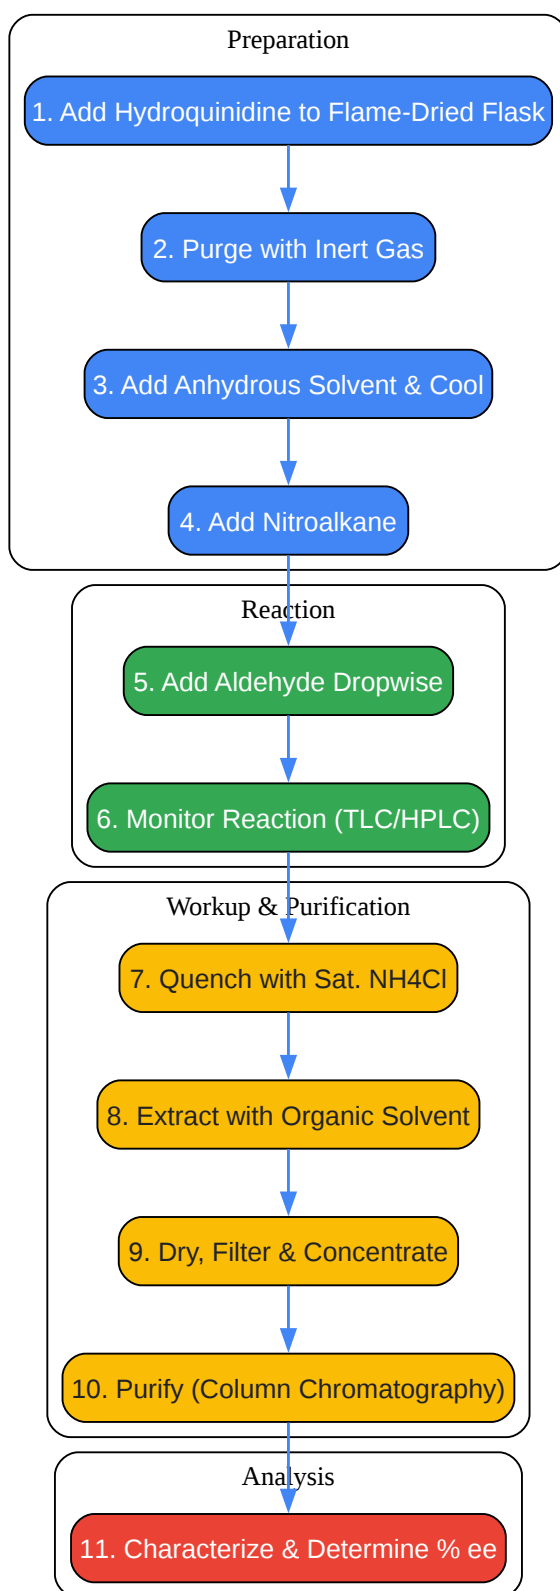 Preparation
1. Add Hydroquinidine to Flame-Dried Flask
2. Purge with Inert Gas
3. Add Anhydrous Solvent & Cool
4. Add Nitroalkane
Reaction
5. Add Aldehyde Dropwise
6. Monitor Reaction (TLC/HPLC)
Workup & Purification
7. Quench with Sat. NH4Cl
8. Extract with Organic Solvent
9. Dry, Filter & Concentrate
10. Purify (Column Chromatography)
Analysis
11. Characterize & Determine % ee